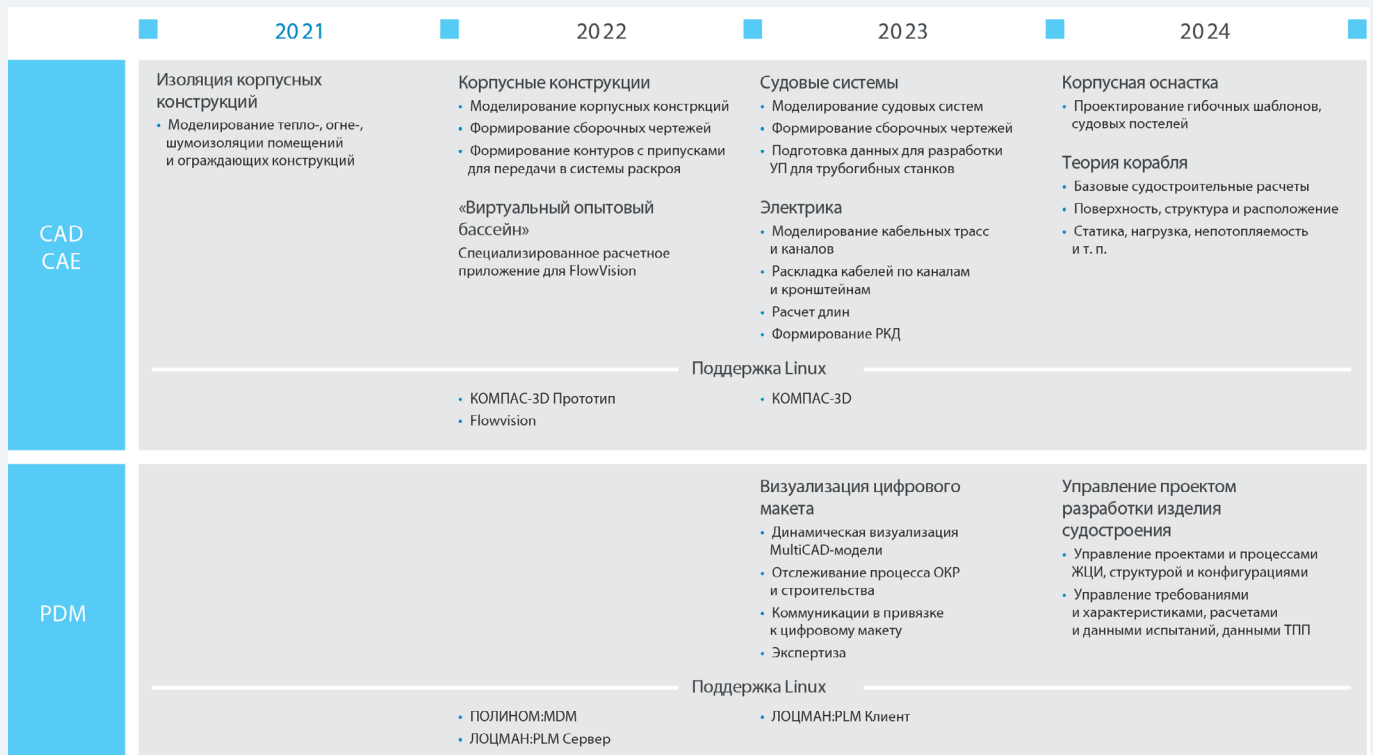 2021
2022
2023
2024
CAD
CAE
Изоляция корпусных
конструкций
• Моделирование тепло-, огне-,
шумоизоляции помещений
и ограждающих конструкций
Корпусные конструкции
• Моделирование корпусных констркций
• Формирование сборочных чертежей
• Формирование контуров с припусками
для передачи в системы раскроя
«Виртуальный опытовый
бассейн»
Специализированное расчетное
приложение для FlowVision
Судовые системы
• Моделирование судовых систем
• Формирование сборочных чертежей
• Подготовка данных для разработки
УП для трубогибных станков
Электрика
• Моделирование кабельных трасс
и каналов
• Раскладка кабелей по каналам
и кронштейнам
• Расчет длин
• Формирование РКД
Корпусная оснастка
• Проектирование гибочных шаблонов,
судовых постелей
Теория корабля
• Базовые судостроительные расчеты
• Поверхность, структура и расположение
• Статика, нагрузка, непотопляемость
и т. п.
Поддержка Linux
• КОМПАС-3D Прототип
• Flowvision
• КОМПАС-3D
PDM
Визуализация цифрового
макета
• Динамическая визуализация
MultiCAD-модели
• Отслеживание процесса ОКР
и строительства
• Коммуникации в привязке
к цифровому макету
• Экспертиза
Управление проектом
разработки изделия
судостроения
• Управление проектами и процессами
ЖЦИ, структурой и конфигурациями
• Управление требованиями
и характеристиками, расчетами
и данными испытаний, данными ТПП
Поддержка Linux
• ПОЛИНОМ:MDM
• ЛОЦМАН:PLM Сервер
• ЛОЦМАН:PLM Клиент